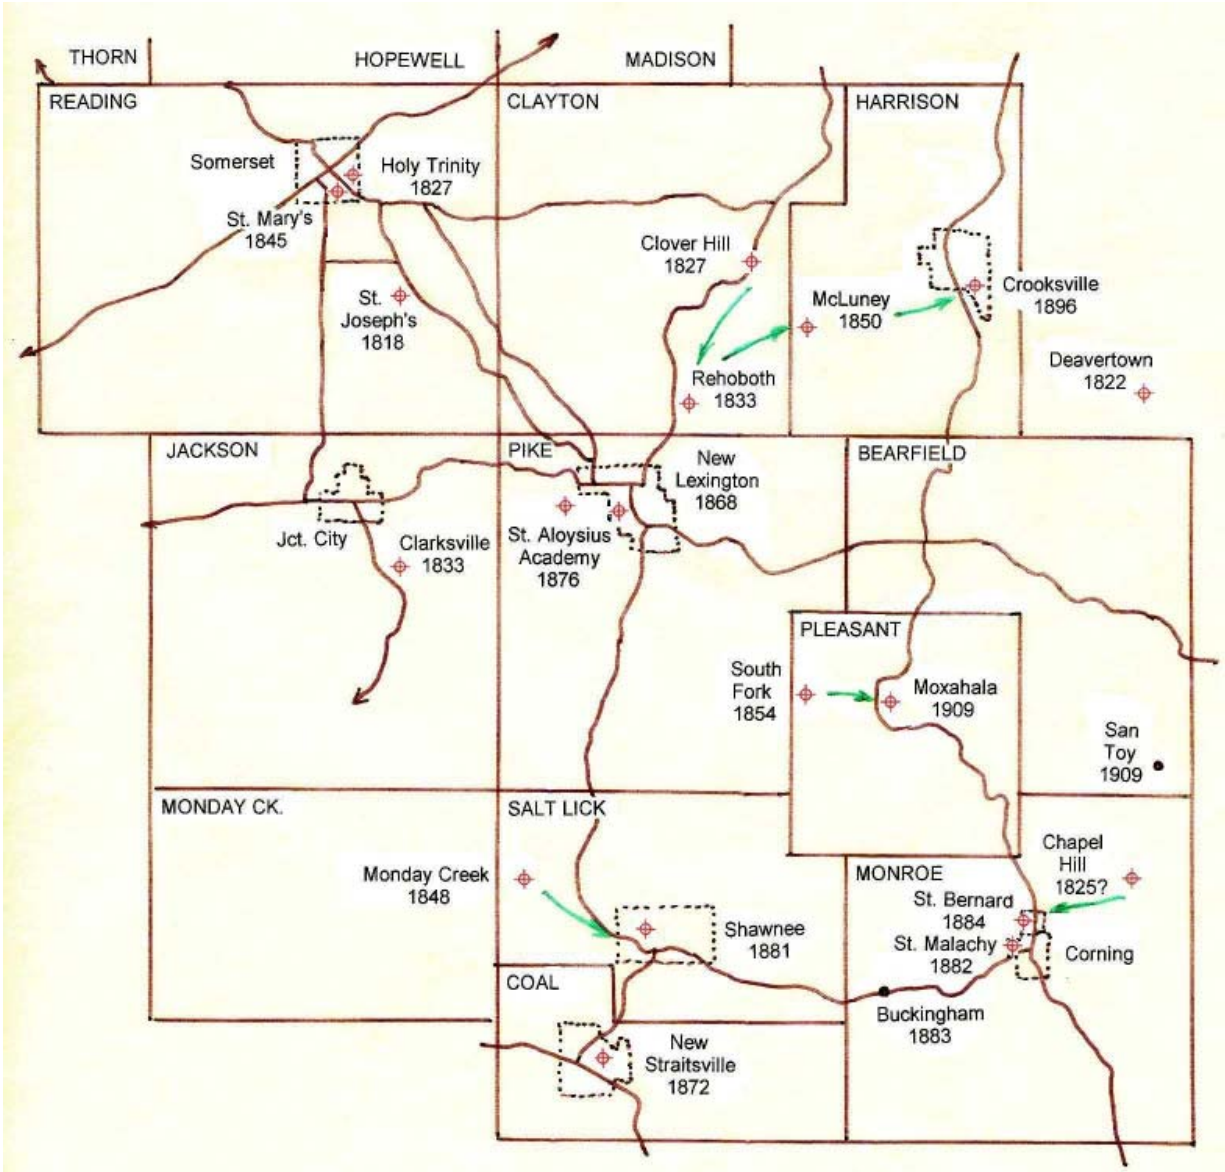 THORN
HOPEWELL
MADISON
READING
CLAYTON
HARRISON
Somerset
Holy Trinity
1827
St. Mary's
1845
Clover Hill
1827
St.
Joseph's
1818
McLuney
1850
Crooksville
1896
Rehoboth
1833
Deavertown
1822
JACKSON
PIKE
BEARFIELD
New
Lexington
1868
Jct. City
Clarksville
1833
St. Aloysius
Academy
1876
PLEASANT
South
Fork
1854
Moxahala
1909
San
Toy
1909
MONDAY CK.
SALT LICK
Monday Creek
1848
MONROE
Chapel
Hill
1825?
St. Bernard
1884
St. Malachy
1882
Corning
Shawnee
1881
COAL
Buckingham
1883
New
Straitsville
1872